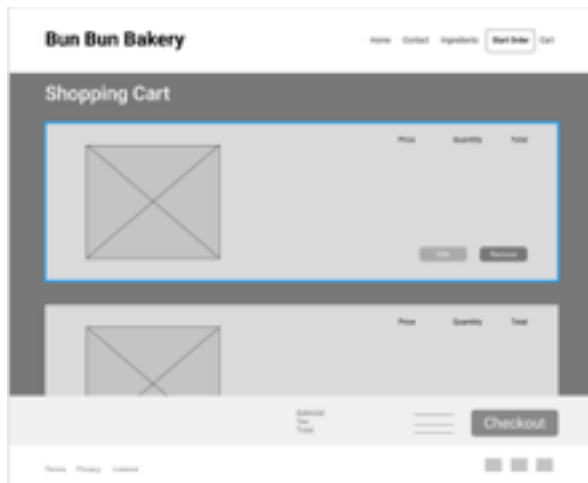 Bun Bun Bakery
Home Contact Ingredients Start Order Cart
Shopping Cart
Price Quantity Total
Edit Remove
Price Quantity Total
Subtotal
Tax
Total
Checkout
Terms Privacy License